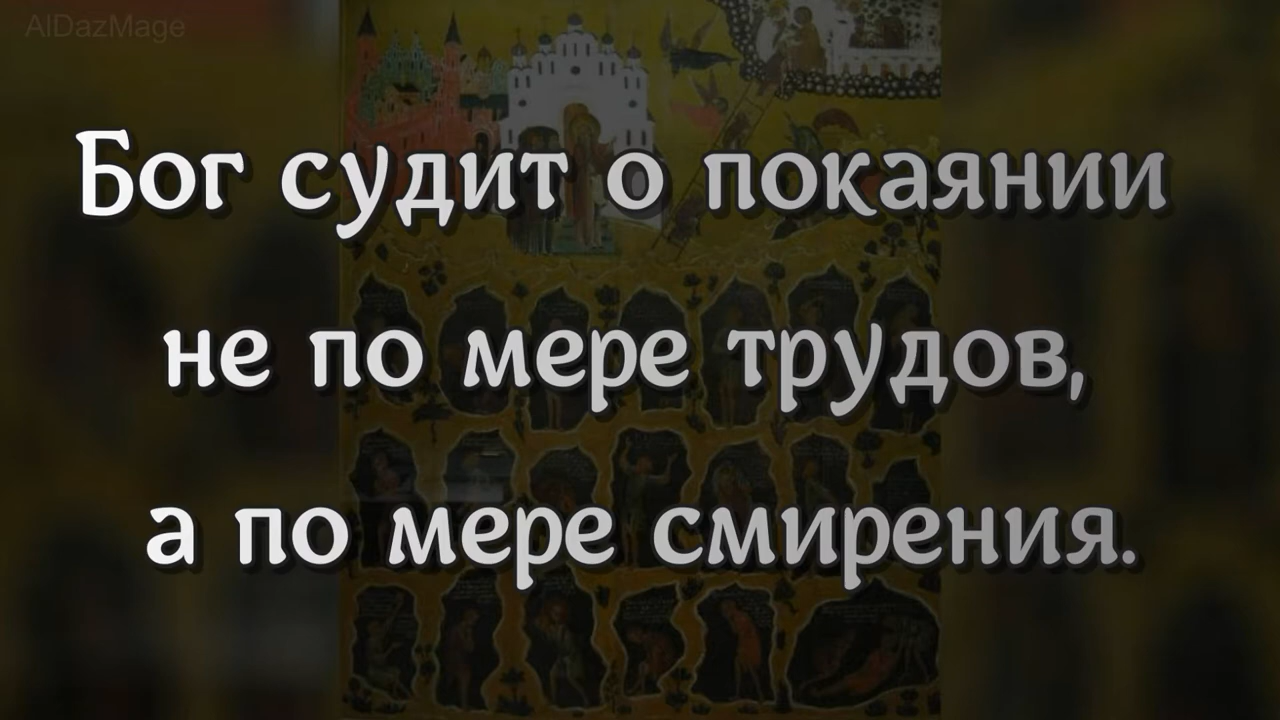 AlDazMage
Бог судит о покаянии
не по мере трудов,
а по мере смирения.